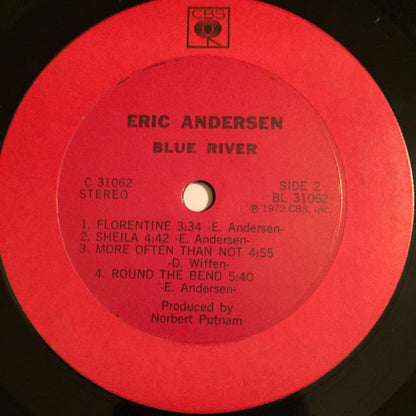 CBS
ERIC ANDERSEN
BLUE RIVER
C 31062
STEREO
SIDE 2
BL 31062
℗ 1972 CBS, Inc.
1. FLORENTINE 3:34 -E. Andersen-
2. SHEILA 4:42 -E. Andersen-
3. MORE OFTEN THAN NOT 4:55
-D. Wiffen-
4. ROUND THE BEND 5:40
-E. Andersen-
Produced by
Norbert Putnam